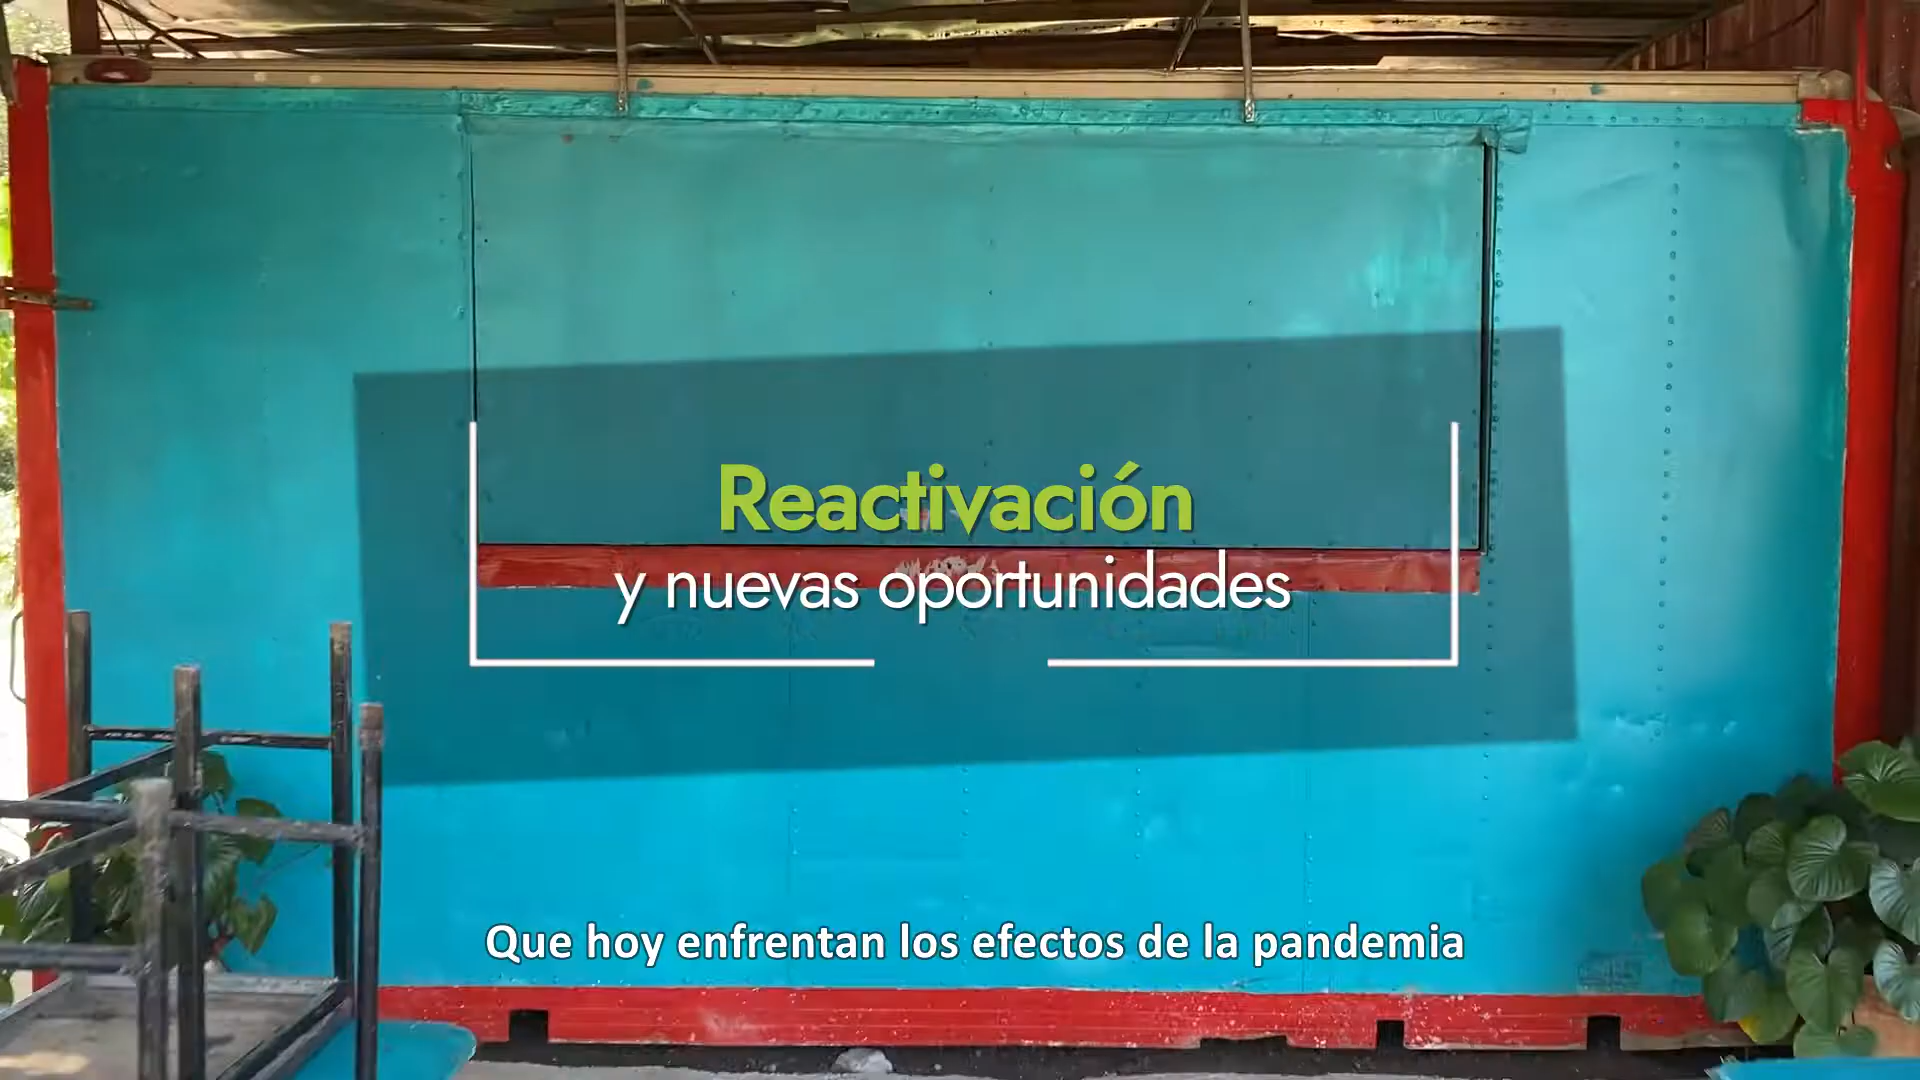 Reactivación
y nuevas oportunidades
Que hoy enfrentan los efectos de la pandemia